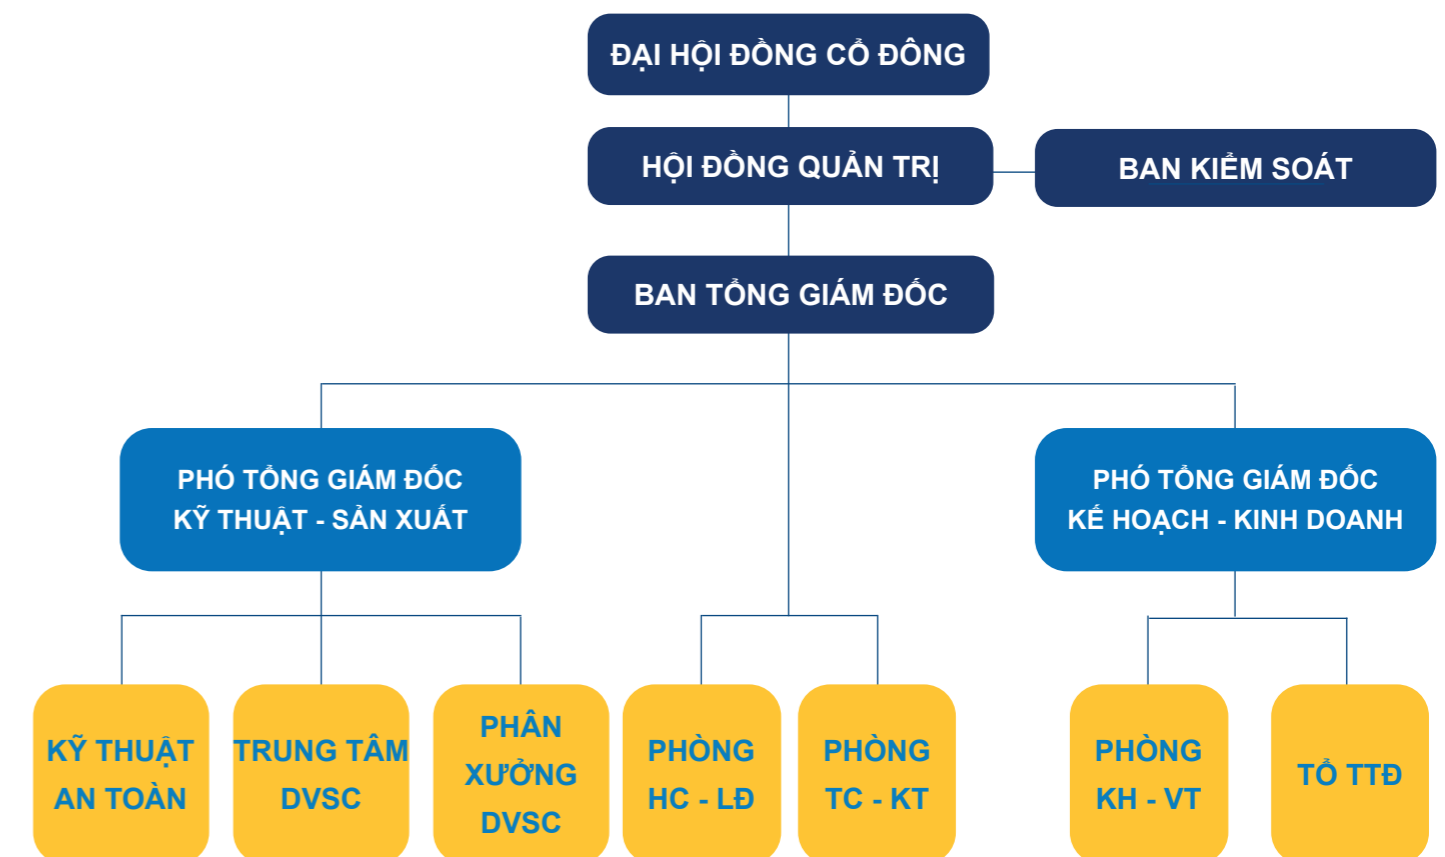 ĐẠI HỘI ĐỒNG CỔ ĐÔNG
HỘI ĐỒNG QUẢN TRỊ
BAN KIỂM SOÁT
BAN TỔNG GIÁM ĐỐC
PHÓ TỔNG GIÁM ĐỐC
KỸ THUẬT - SẢN XUẤT
PHÓ TỔNG GIÁM ĐỐC
KẾ HOẠCH - KINH DOANH
KỸ THUẬT
AN TOÀN
TRUNG TÂM
DVSC
PHÂN
XƯỞNG
DVSC
PHÒNG
HC - LĐ
PHÒNG
TC - KT
PHÒNG
KH - VT
TỔ TTĐ